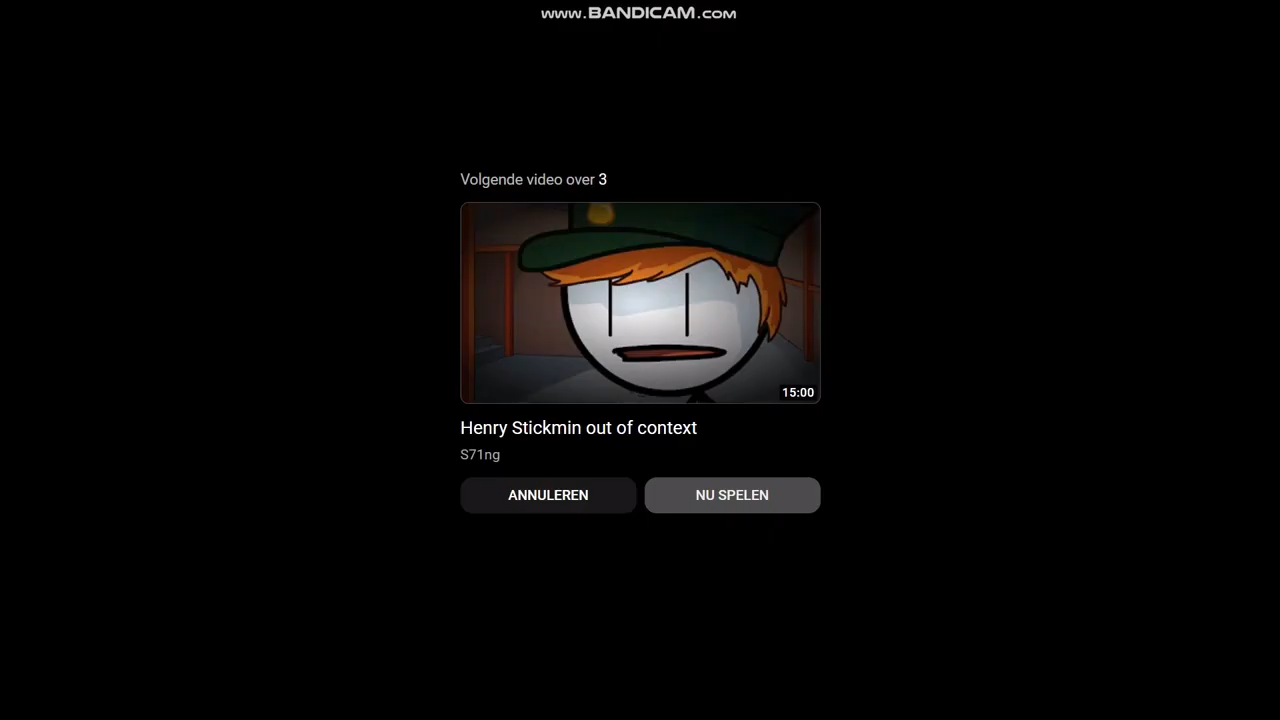 www.BANDICAM.com
Volgende video over 3
15:00
Henry Stickmin out of context
S71ng
ANNULEREN
NU SPELEN